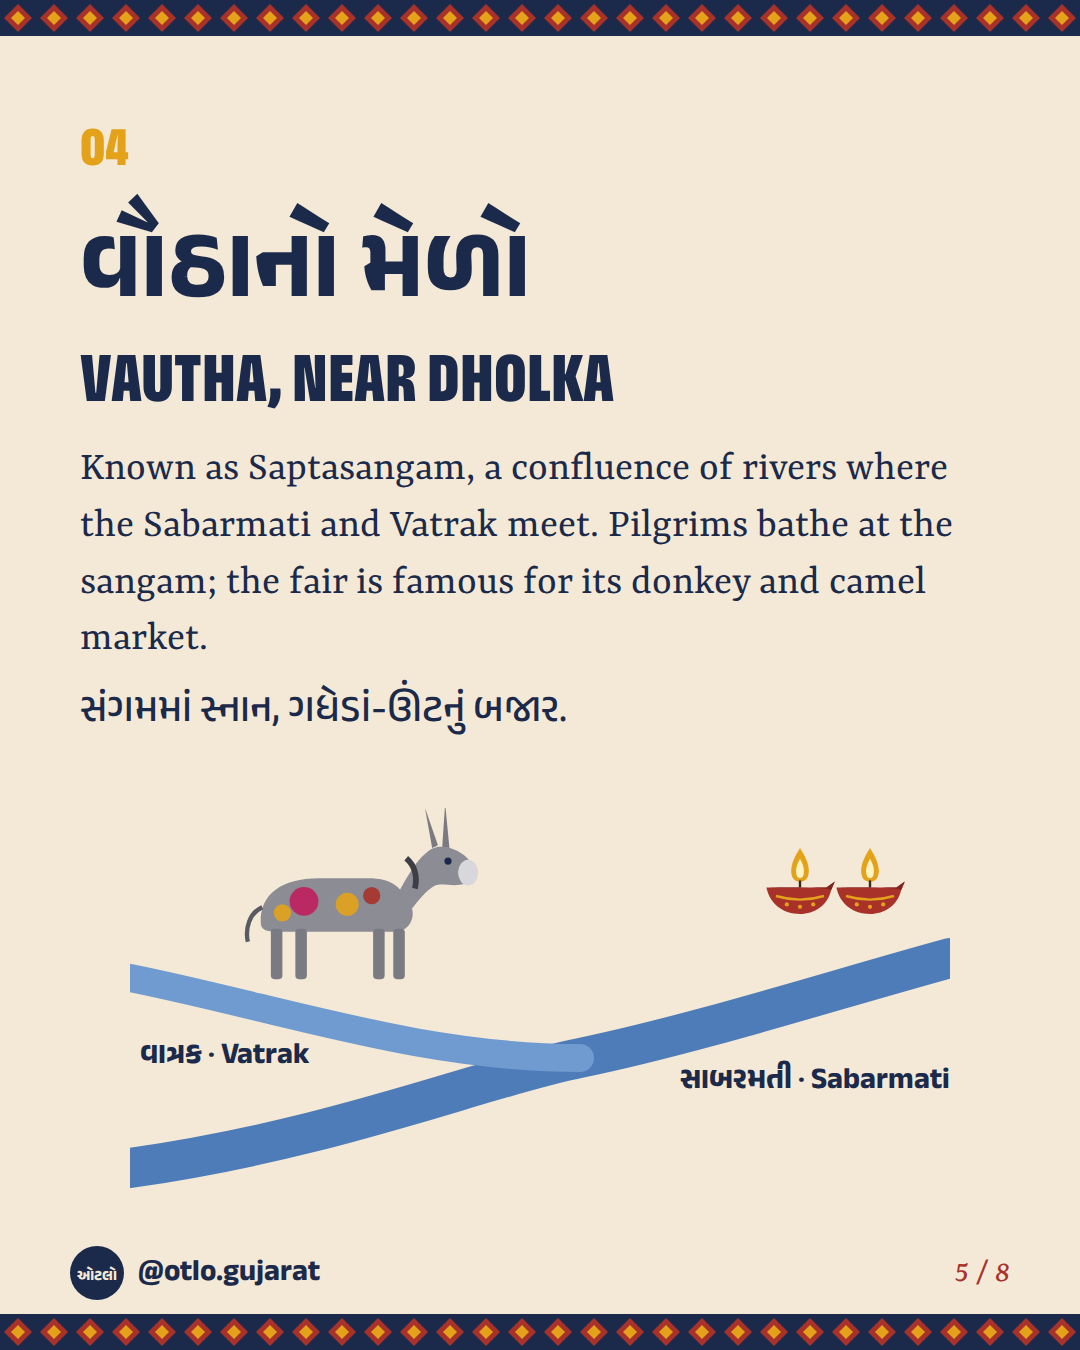 04
વૌઠાનો મેળો
VAUTHA, NEAR DHOLKA
Known as Saptasangam, a confluence of rivers where
the Sabarmati and Vatrak meet. Pilgrims bathe at the
sangam; the fair is famous for its donkey and camel
market.
સંગમમાં સ્નાન, ગધેડાં-ઊંટનું બજાર.
વાત્રક · Vatrak
સાબરમતી · Sabarmati
ઓટલો @otlo.gujarat
5 / 8